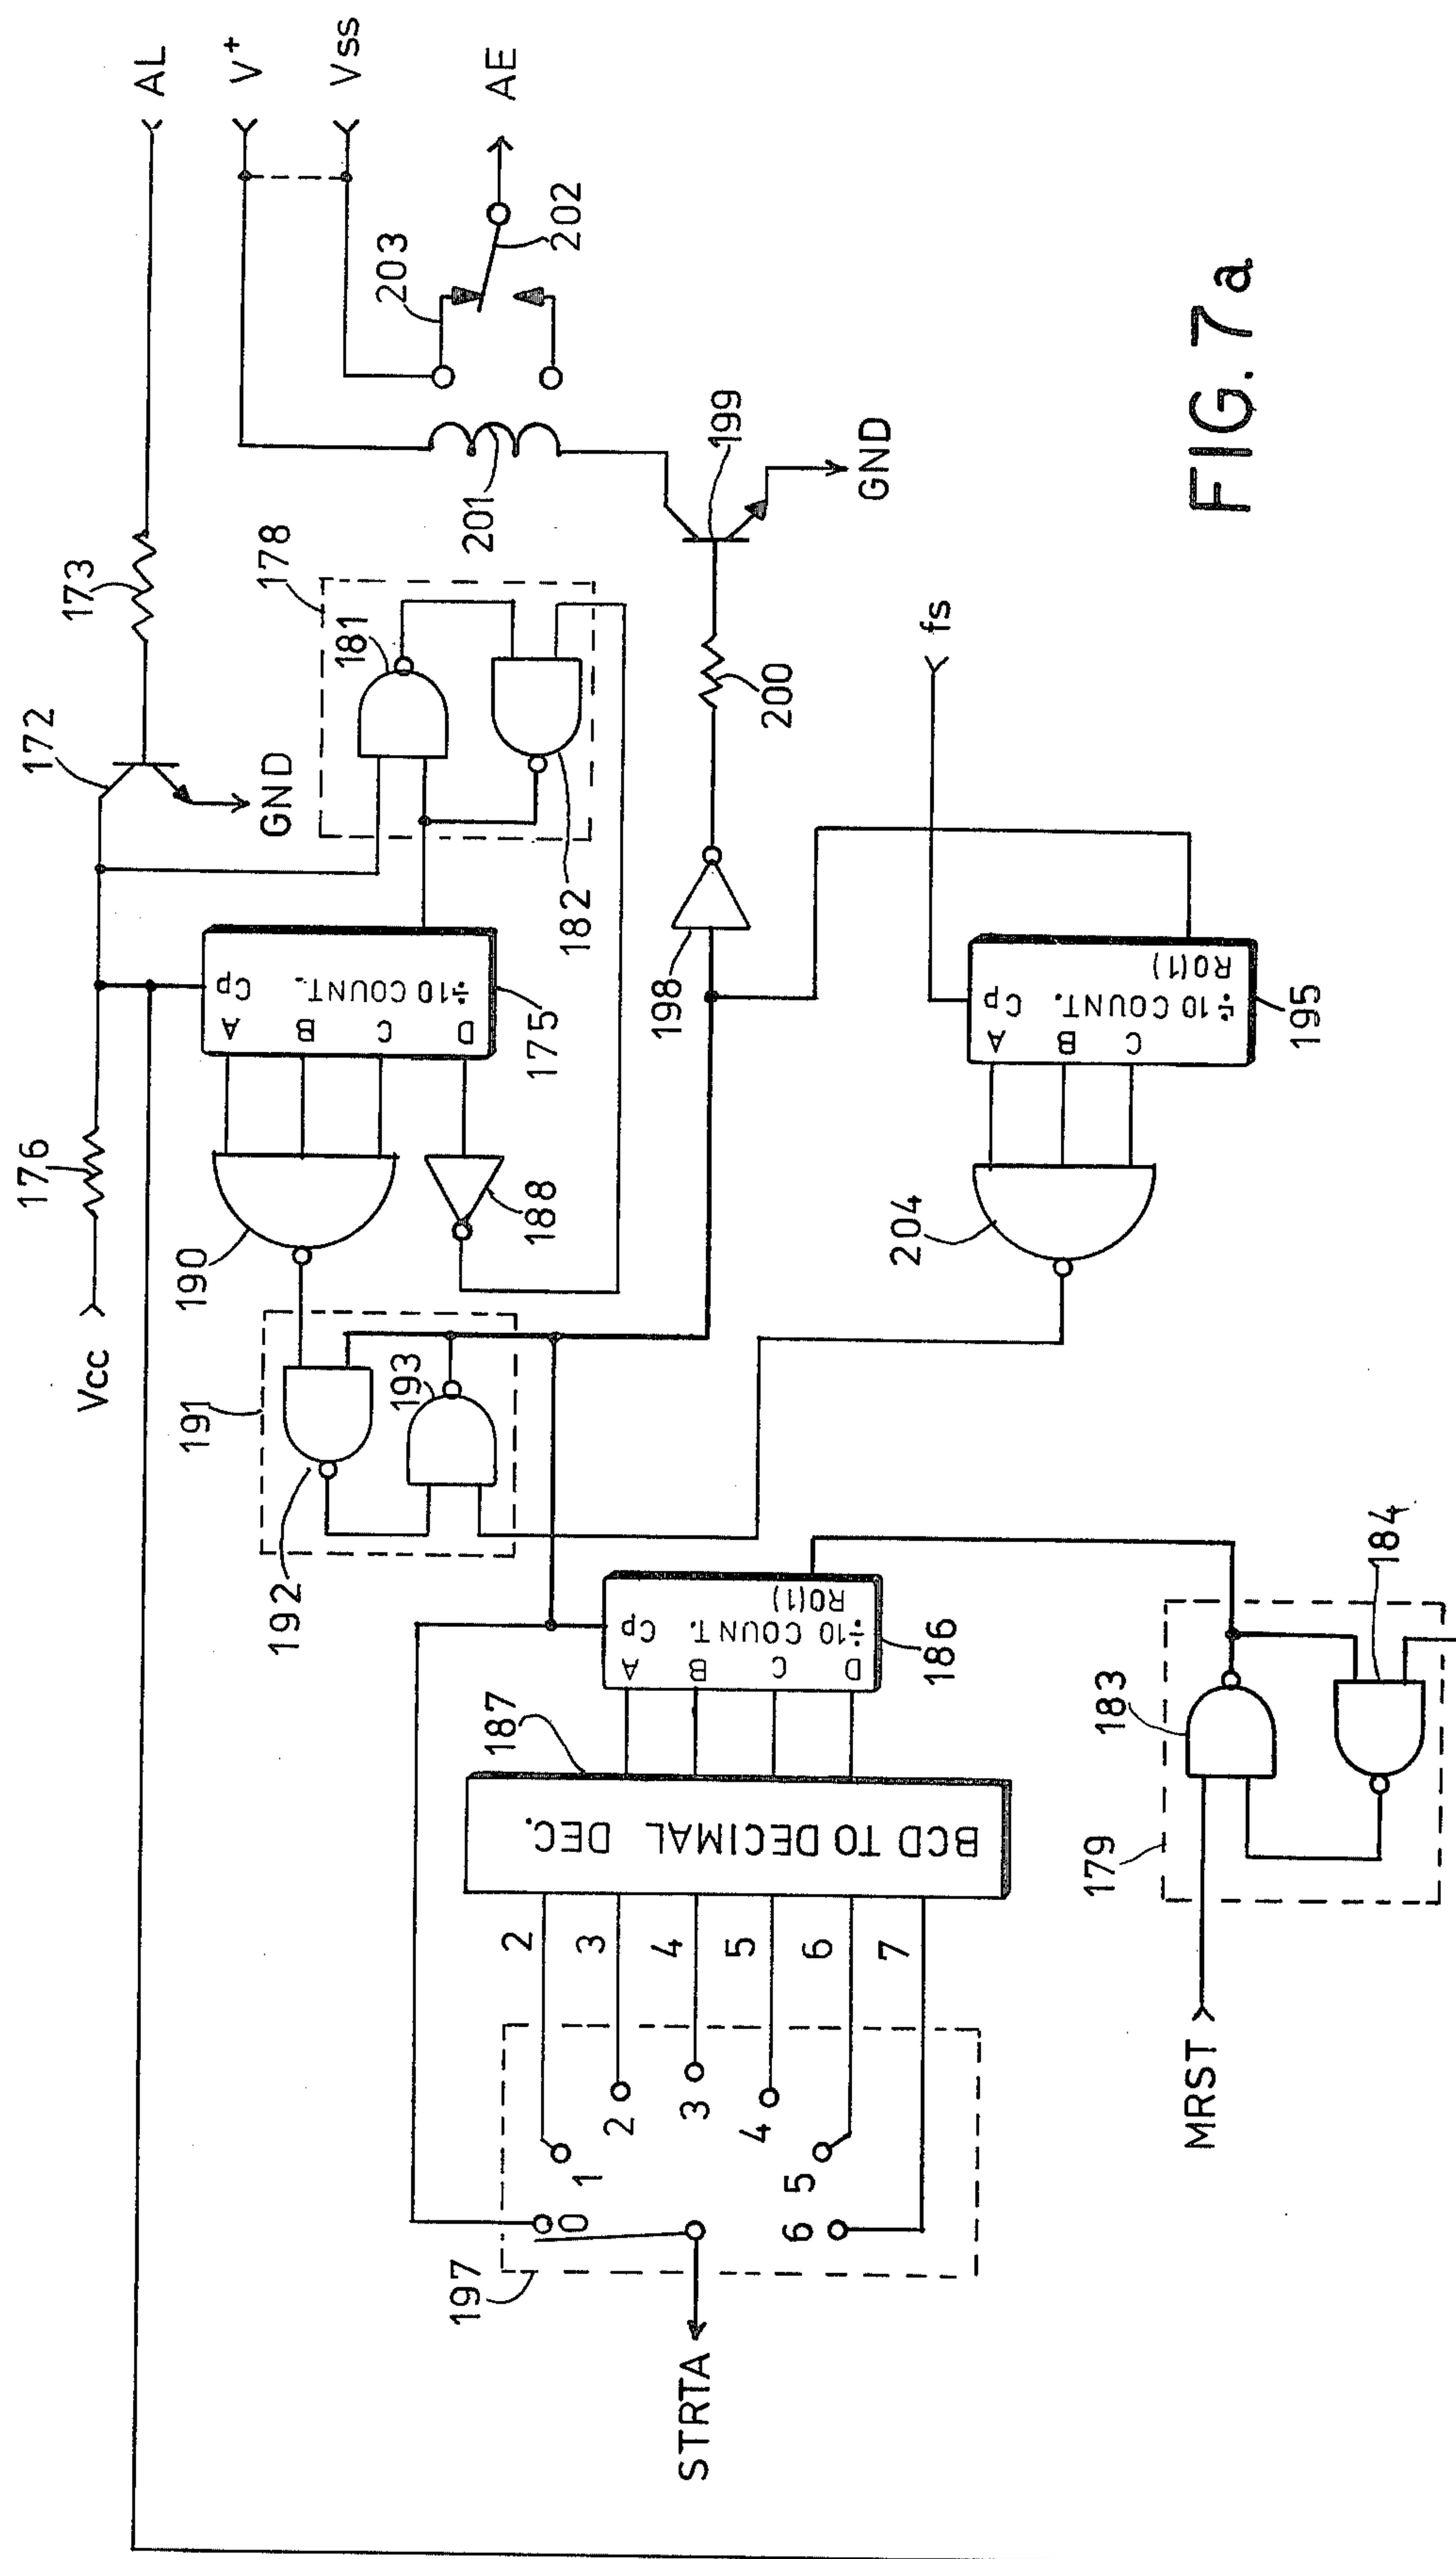 AL
V+
Vss
AE
173
172
GND
203
202
201
178
181
182
199
GND
176
Vcc
Cp
÷10 COUNT.
A
B
C
D
175
190
188
200
198
fs
Cp
÷10 COUNT.
R0(1)
A
B
C
195
204
191
193
192
Cp
÷10 COUNT.
R0(1)
A
B
C
D
186
187
BCD TO DECIMAL DEC.
2
3
4
5
6
7
0
1
2
3
4
5
6
197
STRTA
183
184
179
MRST
FIG. 7a